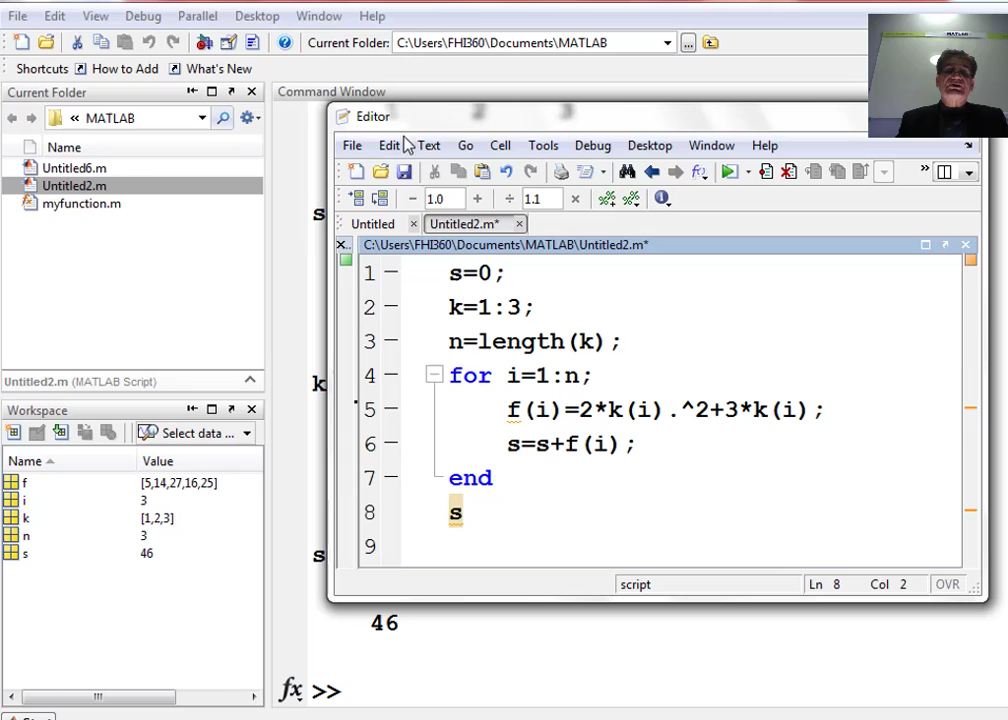 File Edit View Debug Parallel Desktop Window Help
Current Folder: C:\Users\FHI360\Documents\MATLAB
Shortcuts How to Add What's New
Current Folder
« MATLAB
Name
Untitled6.m
Untitled2.m
myfunction.m
Untitled2.m (MATLAB Script)
Workspace
Select data ...
Name Value
f [5,14,27,16,25]
i 3
k [1,2,3]
n 3
s 46
Command Window
s
k
s
46
fx >>
Editor
File Edit Text Go Cell Tools Debug Desktop Window Help
1.0 1.1
Untitled Untitled2.m*
C:\Users\FHI360\Documents\MATLAB\Untitled2.m*
1 s=0;
2 k=1:3;
3 n=length(k);
4 for i=1:n;
5 f(i)=2*k(i).^2+3*k(i);
6 s=s+f(i);
7 end
8 s
9
script Ln 8 Col 2 OVR
MATLAB